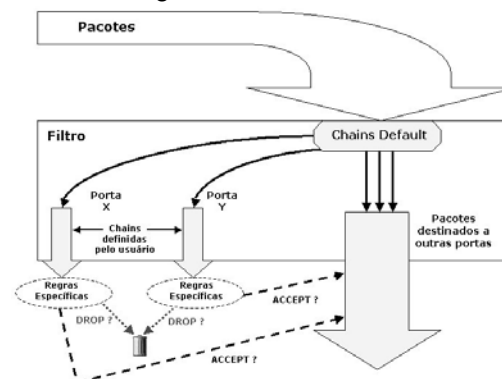 Pacotes
Filtro
Chains Default
Porta
X
Porta
Y
Chains
definidas
pelo usuário
Pacotes
destinados a
outras portas
Regras
Específicas
Regras
Específicas
ACCEPT ?
DROP ?
DROP ?
ACCEPT ?